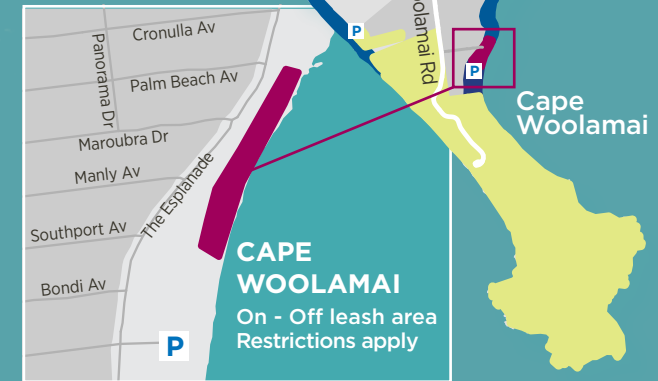 Cronulla Av
Panorama Dr
Palm Beach Av
Maroubra Dr
Manly Av
The Esplanade
Southport Av
Bondi Av
P
CAPE
WOOLAMAI
On - Off leash area
Restrictions apply
P
oolamai Rd
P
Cape
Woolamai